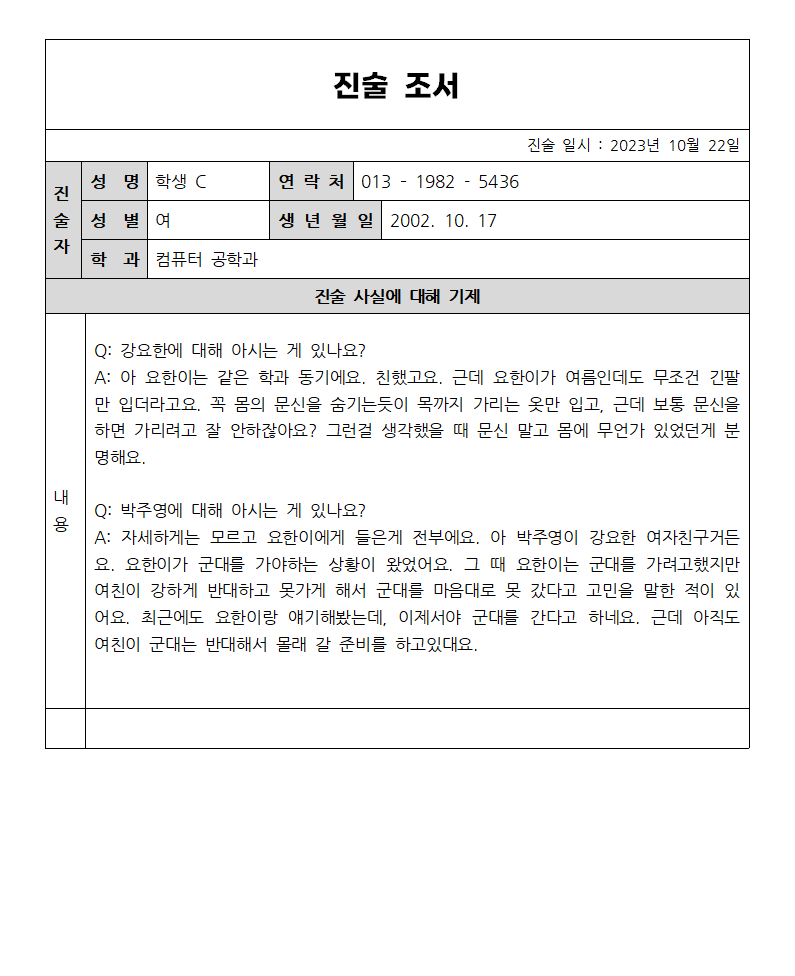 진술 조서
진술 일시 : 2023년 10월 22일
진술자
성 명 학생 C 연 락 처 013 - 1982 - 5436
성 별 여 생 년 월 일 2002. 10. 17
학 과 컴퓨터 공학과
진술 사실에 대해 기제
내용
Q: 강요한에 대해 아시는 게 있나요?
A: 아 요한이는 같은 학과 동기에요. 친했고요. 근데 요한이가 여름인데도 무조건 긴팔
만 입더라고요. 꼭 몸의 문신을 숨기는듯이 목까지 가리는 옷만 입고, 근데 보통 문신을
하면 가리려고 잘 안하잖아요? 그런걸 생각했을 때 문신 말고 몸에 무언가 있었던게 분
명해요.
Q: 박주영에 대해 아시는 게 있나요?
A: 자세하게는 모르고 요한이에게 들은게 전부에요. 아 박주영이 강요한 여자친구거든
요. 요한이가 군대를 가야하는 상황이 왔었어요. 그 때 요한이는 군대를 가려고했지만
여친이 강하게 반대하고 못가게 해서 군대를 마음대로 못 갔다고 고민을 말한 적이 있
어요. 최근에도 요한이랑 얘기해봤는데, 이제서야 군대를 간다고 하네요. 근데 아직도
여친이 군대는 반대해서 몰래 갈 준비를 하고있대요.